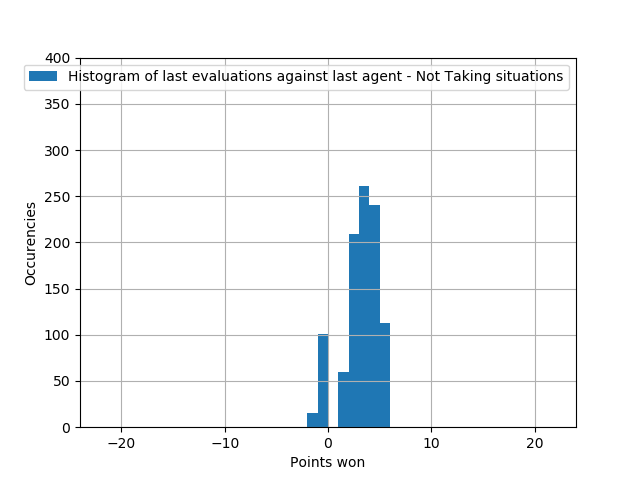 400
Histogram of last evaluations against last agent - Not Taking situations
350
300
250
200
150
100
50
0
Occurencies
−20 −10 0 10 20
Points won